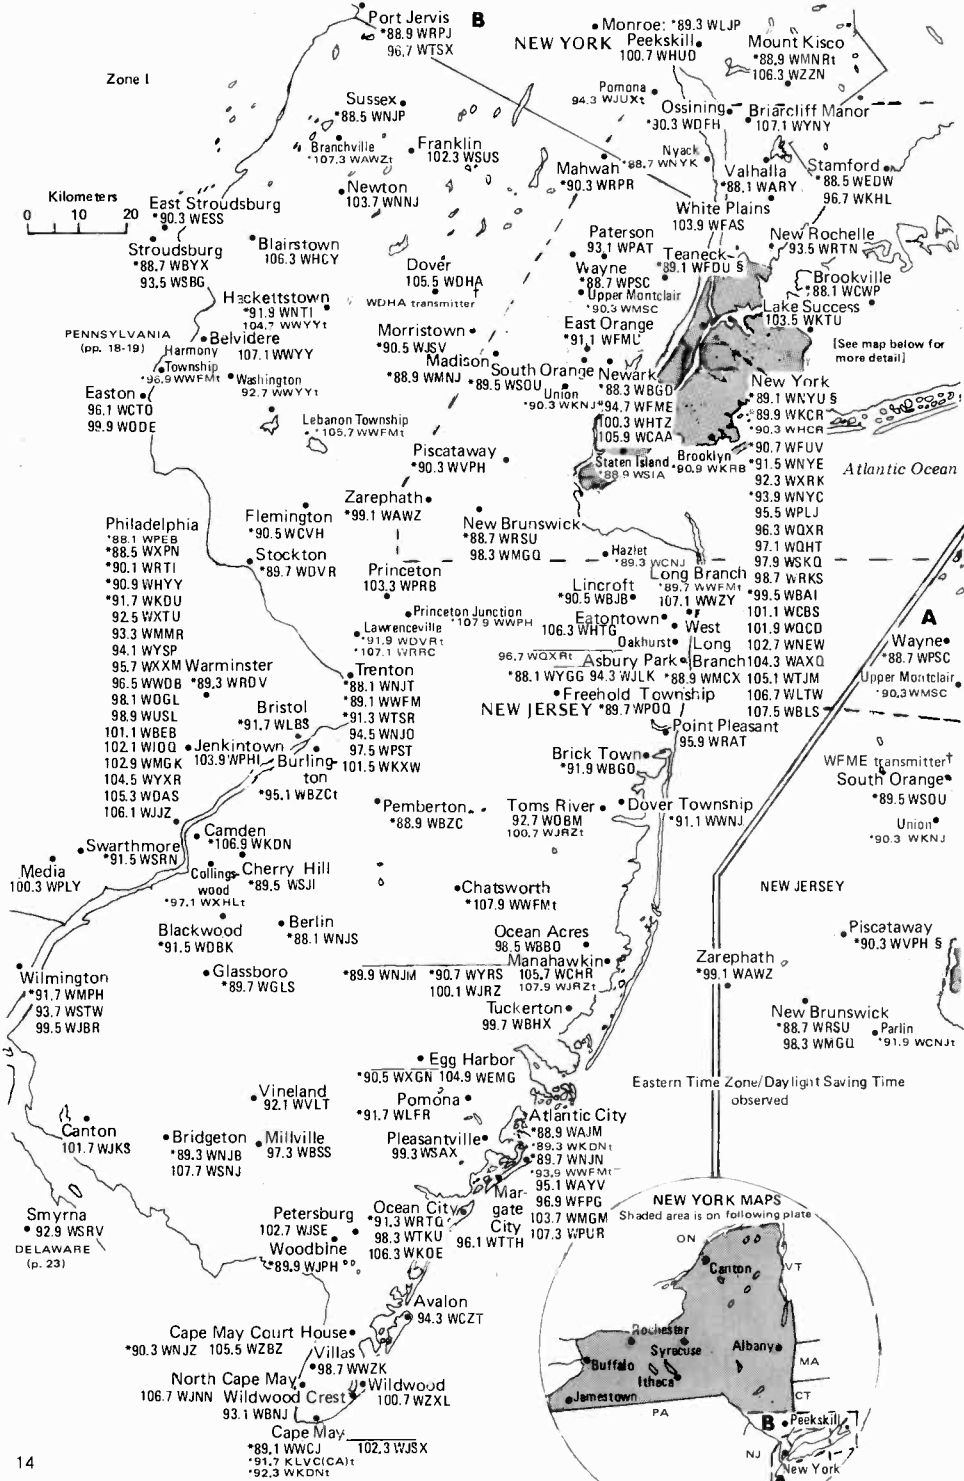 Port Jervis
*88.9 WRPJ
96.7 WTSX
B
NEW YORK
Monroe: *89.3 WLJP
Peekskill
100.7 WHUD
Mount Kisco
*88.9 WMNRt
106.3 WZZN
Zone I
Sussex
*88.5 WNJP
Pomona
94.3 WJUXt
Ossining
*90.3 WDFH
Briarcliff Manor
107.1 WYNY
Branchville
*107.3 WAWZt
Franklin
102.3 WSUS
Mahwah
*90.3 WRPR
Nyack
*88.7 WNYK
Valhalla
*88.1 WARY
Stamford
*88.5 WEDW
96.7 WKHL
Newton
103.7 WNNJ
Kilometers
0 10 20
East Stroudsburg
*90.3 WESS
White Plains
103.9 WFAS
Stroudsburg
*88.7 WBYX
93.5 WSBG
Blairstown
106.3 WHCY
Paterson
93.1 WPAT
Teaneck
*89.1 WFDU §
New Rochelle
*93.5 WRTN
Dover
105.5 WDHA
WDHA transmitter†
Wayne
*88.7 WPSC
Upper Montclair
*90.3 WMSC
Brookville
*88.1 WCWP
Hackettstown
*91.9 WNTI
104.7 WWYYt
Lake Success
103.5 WKTU
[See map below for
more detail]
PENNSYLVANIA
(pp. 18-19)
Belvidere
107.1 WWYY
Morristown
*90.5 WJSV
East Orange
*91.1 WFML
Harmony
Township
*96.9 WWFMt
Washington
92.7 WWYYt
Madison
*88.9 WMNJ
South Orange
*89.5 WSOU
Union
*90.3 WKNJ
Newark
*88.3 WBGO
*94.7 WFME
100.3 WHTZ
105.9 WCAA
New York
*89.1 WNYU §
*89.9 WKCR
*90.3 WHCR
*90.7 WFUV
*91.5 WNYE
92.3 WXRK
*93.9 WNYC
95.5 WPLJ
96.3 WQXR
97.1 WQHT
97.9 WSKQ
98.7 WRKS
*99.5 WBAI
101.1 WCBS
101.9 WQCD
102.7 WNEW
104.3 WAXQ
105.1 WTJM
106.7 WLTW
107.5 WBLS
Easton
96.1 WCTO
99.9 WODE
Lebanon Township
*105.7 WWFMt
Piscataway
*90.3 WVPH
Staten Island
*88.9 WSIA
Brooklyn
*90.9 WKRB
Atlantic Ocean
Zarephath
*99.1 AWZ
Flemington
*90.5 WCVH
New Brunswick
*88.7 WRSU
98.3 WMGQ
Philadelphia
*88.1 WPEB
*88.5 WXPN
*90.1 WRTI
*90.9 WHYY
*91.7 WKDU
92.5 WXTU
93.3 WMMR
94.1 WYSP
95.7 WXXM
96.5 WWDB
98.1 WOGL
98.9 WUSL
101.1 WBEB
102.1 WIOQ
102.9 WMGK
104.5 WYXR
105.3 WDAS
106.1 WJJZ
Stockton
*89.7 WDVR
Princeton
103.3 WPRB
Hazlet
*89.3 WCNJ
Long Branch
*89.7 WWFMt
107.1 WWZY
Lincroft
*90.5 WBJB
Princeton Junction
*107.9 WWPH
Eatontown
106.3 WHTG
Lawrenceville
*91.9 WDVRt
*107.1 WRRC
Oakhurst
96.7 WQXRt
West
Long
Branch
*88.9 WMCX
Asbury Park
*88.1 WYGG 94.3 WJLK
A
Wayne
*88.7 WPSC
Upper Montclair
*90.3 WMSC
Warminster
*89.3 WRDV
Trenton
*88.1 WNJT
*89.1 WWFM
*91.3 WTSR
94.5 WNJO
97.5 WPST
101.5 WKXW
Freehold Township
*89.7 WPOQ
NEW JERSEY
Bristol
*91.7 WLBS
Point Pleasant
95.9 WRAT
Jenkintown
103.9 WPHI
Burling-
ton
*95.1 WBZCt
Brick Town
*91.9 WBGO
WFME transmitter†
South Orange
*89.5 WSOU
Pemberton
*88.9 WBZC
Toms River
92.7 WOBM
100.7 WJRZt
Dover Township
*91.1 WWNJ
Union
*90.3 WKNJ
Swarthmore
*91.5 WSRN
Camden
*106.9 WKDN
Media
100.3 WPLY
Collings-
wood
*97.1 WXHLt
Cherry Hill
*89.5 WSJI
Chatsworth
*107.9 WWFMt
NEW JERSEY
Blackwood
*91.5 WDBK
Berlin
*88.1 WNJS
Ocean Acres
98.5 WBBO
Piscataway
*90.3 WVPH §
Wilmington
*91.7 WMPH
93.7 WSTW
99.5 WJBR
Glassboro
*89.7 WGLS
Manahawkin
*89.9 WNJM *90.7 WYRS 105.7 WCHR
100.1 WJRZ 107.9 WJRZt
Zarephath
*99.1 WAWZ
Tuckerton
99.7 WBHX
New Brunswick
*88.7 WRSU
98.3 WMGQ
Parlin
*91.9 WCNJt
Egg Harbor
*90.5 WXGN 104.9 WEMG
Eastern Time Zone/Daylight Saving Time
observed
Vineland
92.1 WVLT
Pomona
*91.7 WLFR
Atlantic City
*88.9 WAJM
*89.3 WKDNt
*89.7 WNJN
*93.9 WWFMt
95.1 WAYV
96.9 WFPG
103.7 WMGM
107.3 WPUR
Canton
101.7 WJKS
Bridgeton
*89.3 WNJB
107.7 WSNJ
Millville
97.3 WBSS
Pleasantville
99.3 WSAX
Mar-
gate
City
96.1 WTTH
NEW YORK MAPS
Shaded area is on following plate
Smyrna
*92.9 WSRV
DELAWARE
(p. 23)
Petersburg
102.7 WJSE
Ocean City
*91.3 WRTQ
98.3 WTKU
106.3 WKOE
Woodbine
*89.9 WJPH
ON
Canton
VT
Avalon
94.3 WCZT
Rochester
Syracuse
Albany
Cape May Court House
*90.3 WNJZ 105.5 WZBZ
Villas
98.7 WWZK
Buffalo
Ithaca
MA
North Cape May
106.7 WJNN
Wildwood
100.7 WZXL
Wildwood Crest
93.1 WBNJ
Jamestown
CT
PA
Cape May
*89.1 WWCJ 102.3 WJSX
*91.7 KLVC(CA)t
*92.3 WKDNt
B
Peekskill
NJ
New York
14